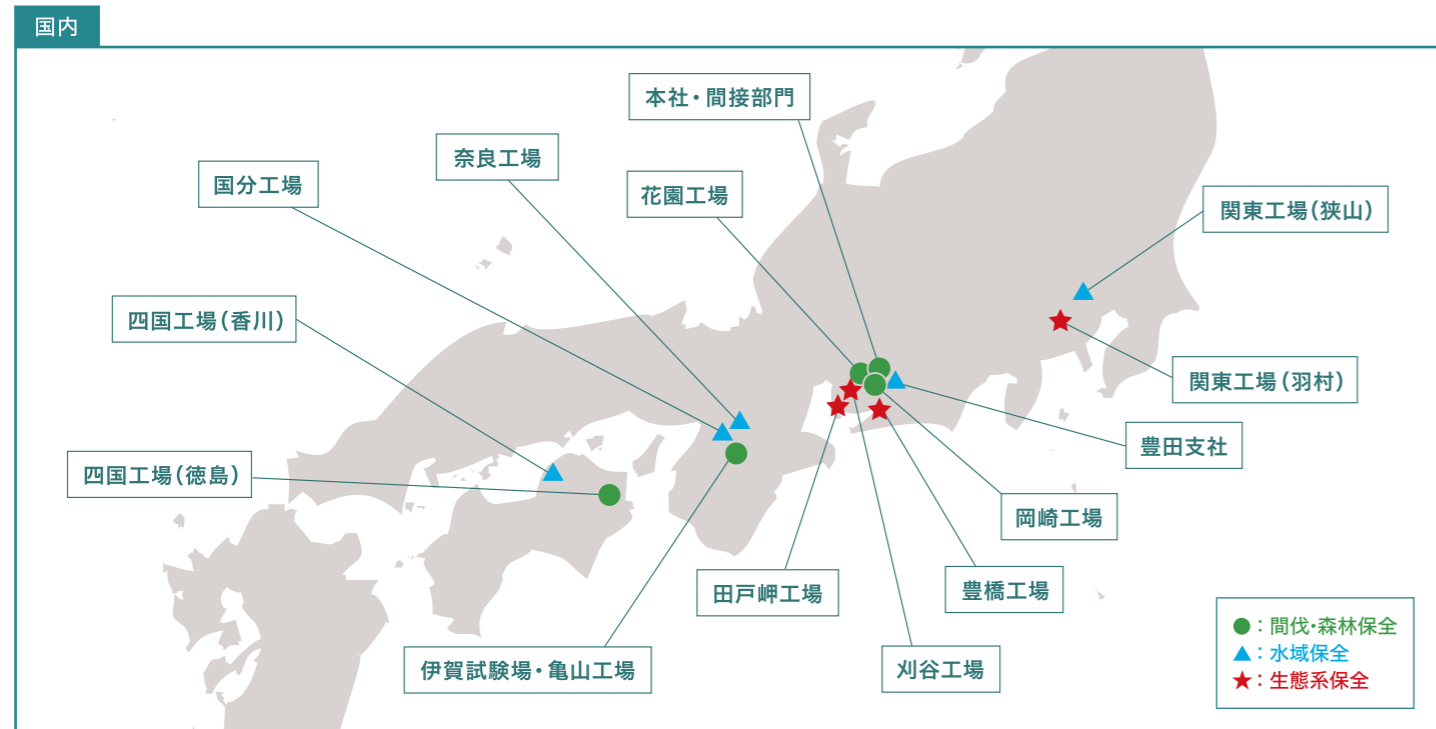 国内
本社・間接部門
奈良工場
国分工場
花園工場
関東工場(狭山)
四国工場(香川)
関東工場(羽村)
豊田支社
四国工場(徳島)
岡崎工場
田戸岬工場
豊橋工場
伊賀試験場・亀山工場
刈谷工場
●:間伐・森林保全
▲:水域保全
★:生態系保全